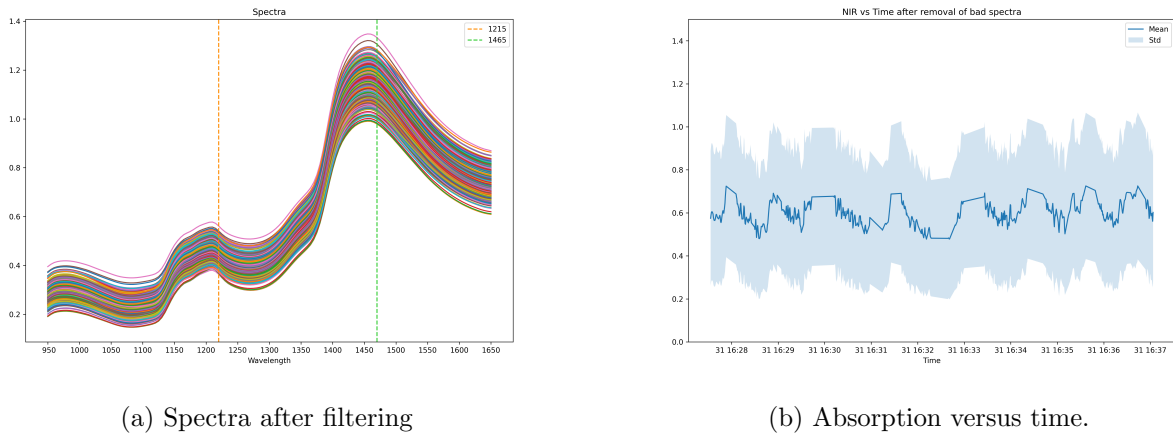 Spectra
1215
1465
1.4
1.2
1.0
0.8
0.6
0.4
0.2
950 1000 1050 1100 1150 1200 1250 1300 1350 1400 1450 1500 1550 1600 1650
Wavelength
(a) Spectra after filtering
NIR vs Time after removal of bad spectra
Mean
Std
1.4
1.2
1.0
0.8
0.6
0.4
0.2
0.0
31 16:28 31 16:29 31 16:30 31 16:31 31 16:32 31 16:33 31 16:34 31 16:35 31 16:36 31 16:37
Time
(b) Absorption versus time.